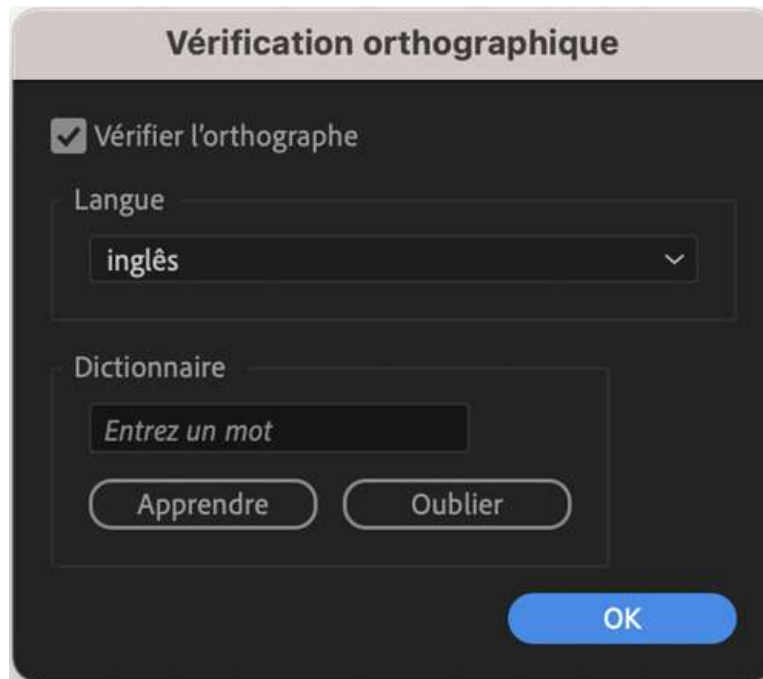 Vérification orthographique
Vérifier l’orthographe
Langue
inglês
Dictionnaire
Entrez un mot
Apprendre Oublier
OK